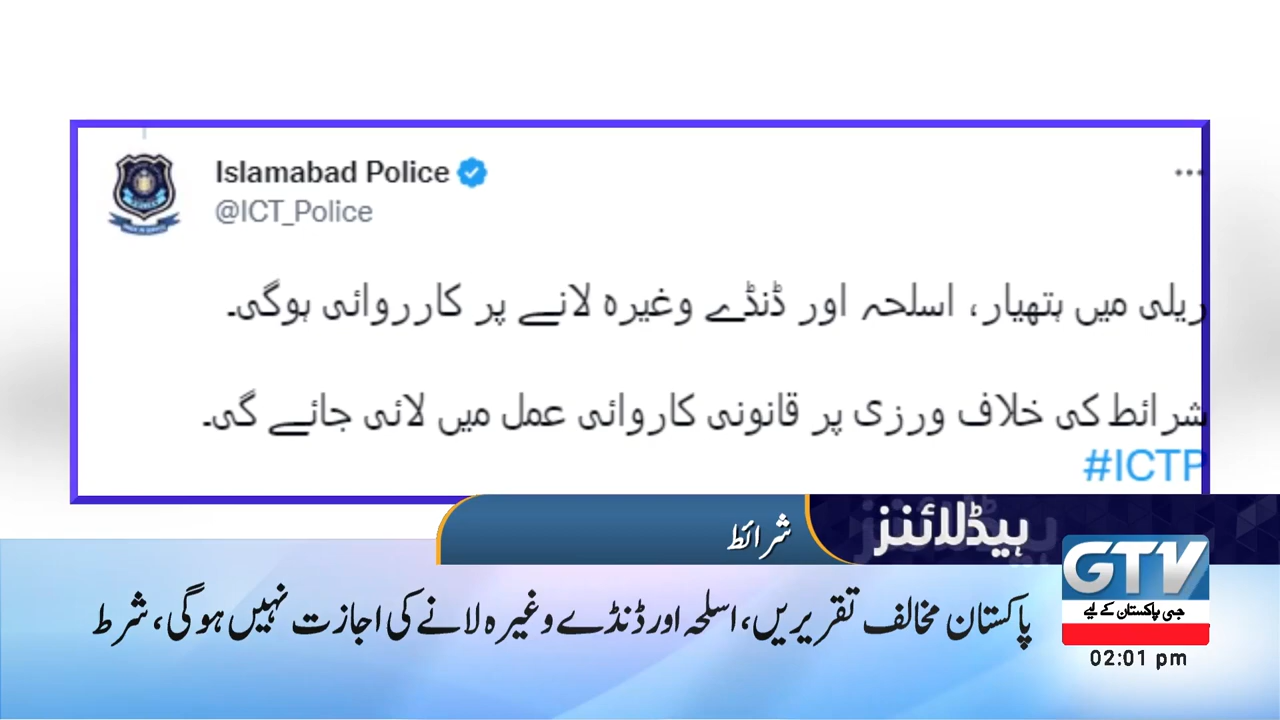 Islamabad Police
@ICT_Police
ریلی میں ہتھیار، اسلحہ اور ڈنڈے وغیرہ لانے پر کارروائی ہوگی۔
شرائط کی خلاف ورزی پر قانونی کاروائی عمل میں لائی جائے گی۔
#ICTP
ہیڈلائنز
شرائط
پاکستان مخالف تقریریں، اسلحہ اور ڈنڈے وغیرہ لانے کی اجازت نہیں ہوگی، شرط
GTV
جی پاکستان کے لیے
02:01 pm